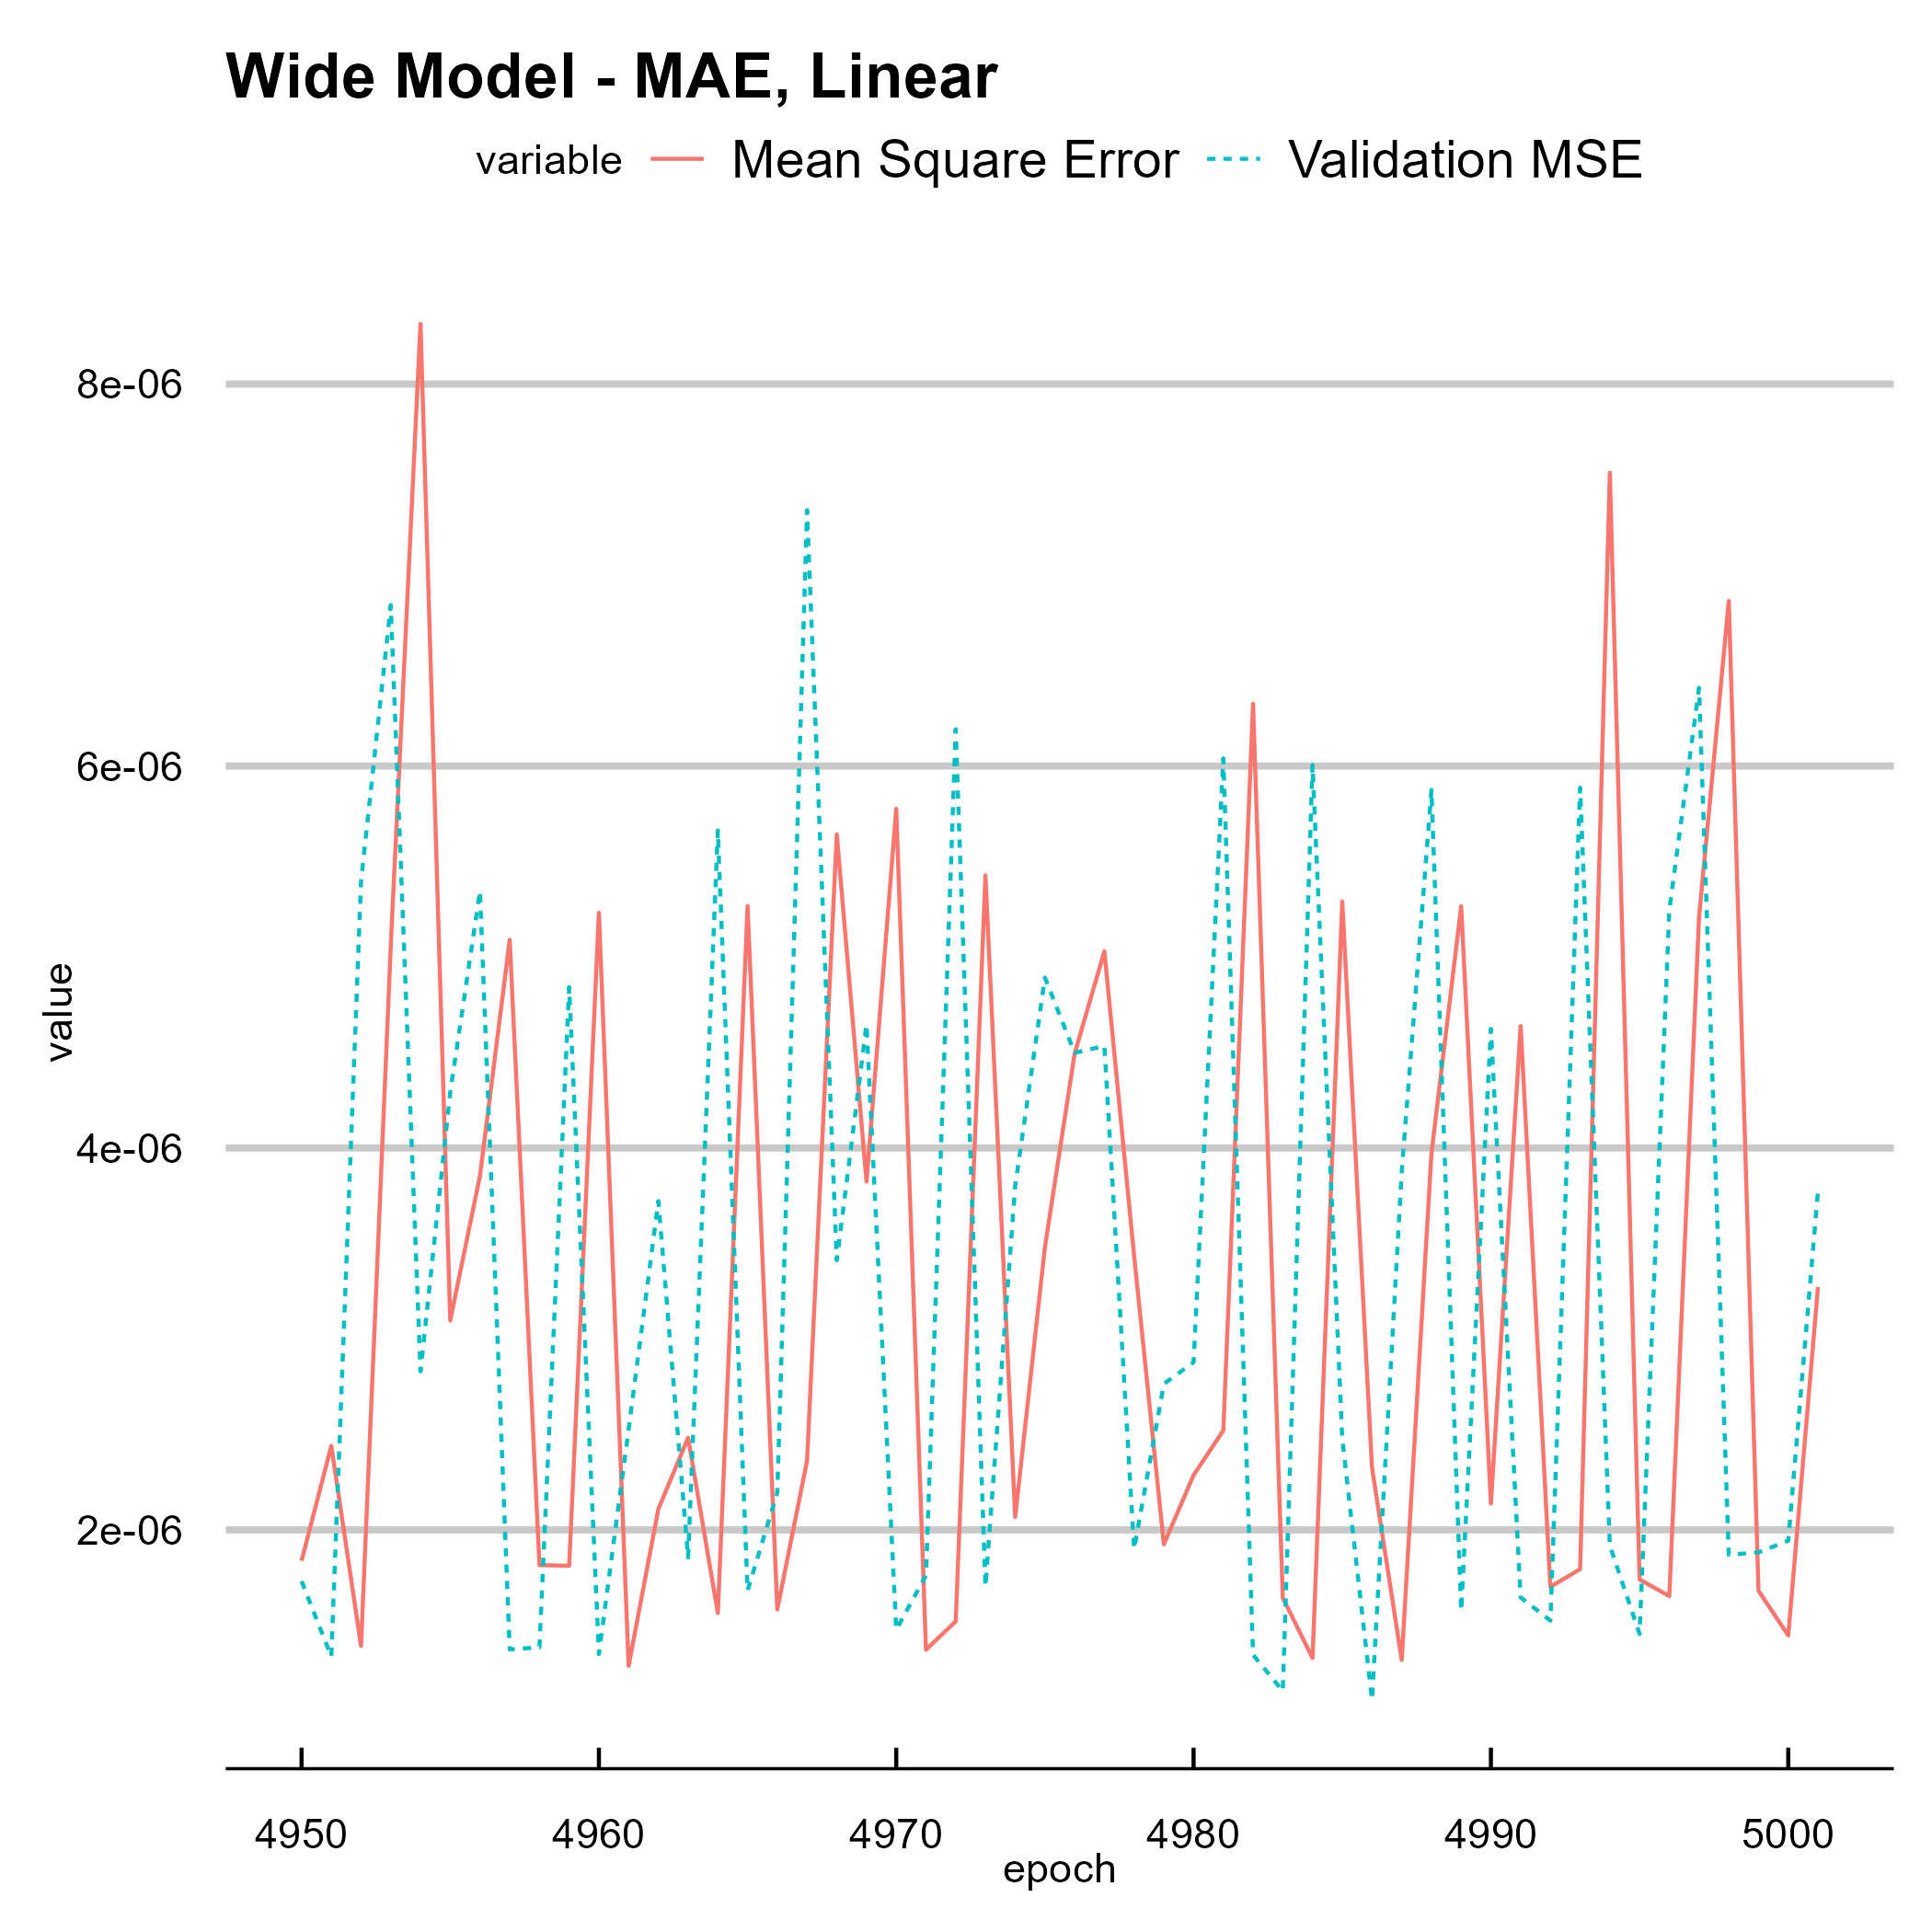 Wide Model - MAE, Linear
variable Mean Square Error Validation MSE
8e-06
6e-06
4e-06
2e-06
value
4950 4960 4970 4980 4990 5000
epoch